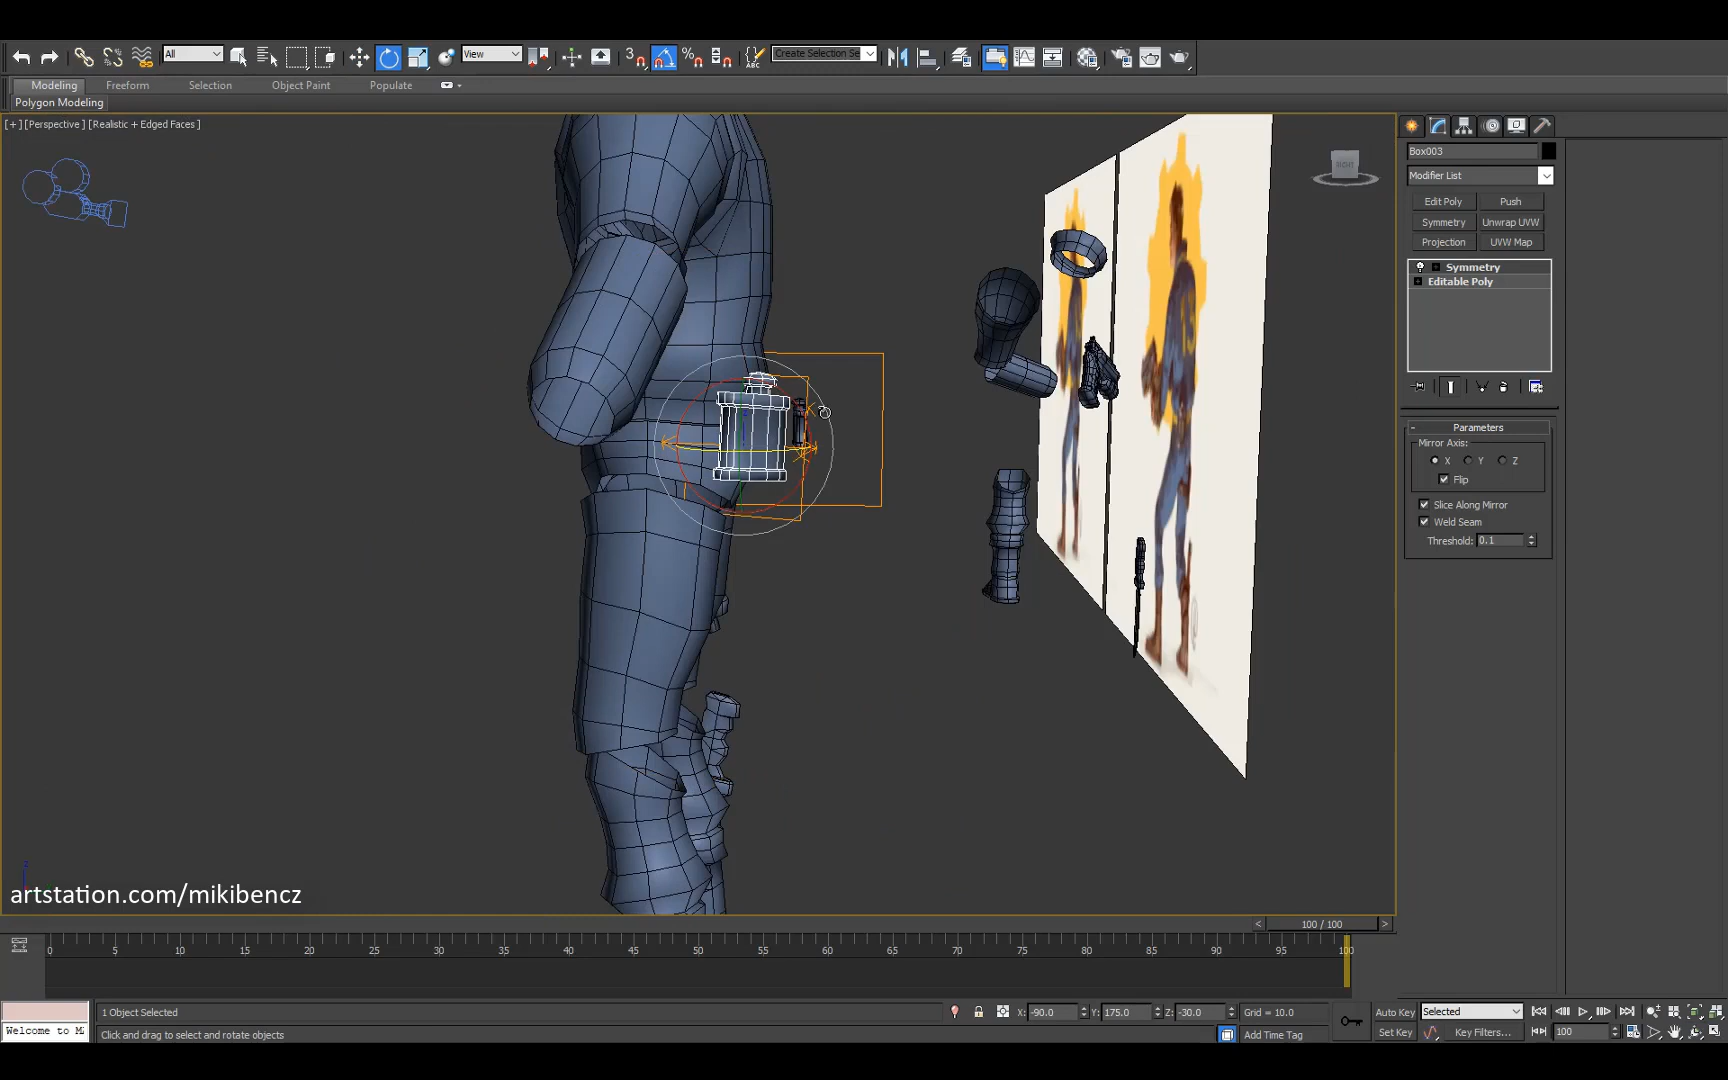 All
View
Create Selection Se
Modeling
Freeform
Selection
Object Paint
Populate
Polygon Modeling
[+] [Perspective] [Realistic + Edged Faces]
Box003
Modifier List
Edit Poly
Push
Symmetry
Unwrap UVW
Projection
UVW Map
Symmetry
Editable Poly
Parameters
Mirror Axis:
X Y Z
Flip
Slice Along Mirror
Weld Seam
Threshold: 0.1
artstation.com/mikibencz
< 100 / 100 >
0 5 10 15 20 25 30 35 40 45 50 55 60 65 70 75 80 85 90 95 100
1 Object Selected
X: -90.0 Y: 175.0 Z: -30.0 Grid = 10.0
Auto Key
Selected
Welcome to M
Click and drag to select and rotate objects
Add Time Tag
Set Key
Key Filters...
100